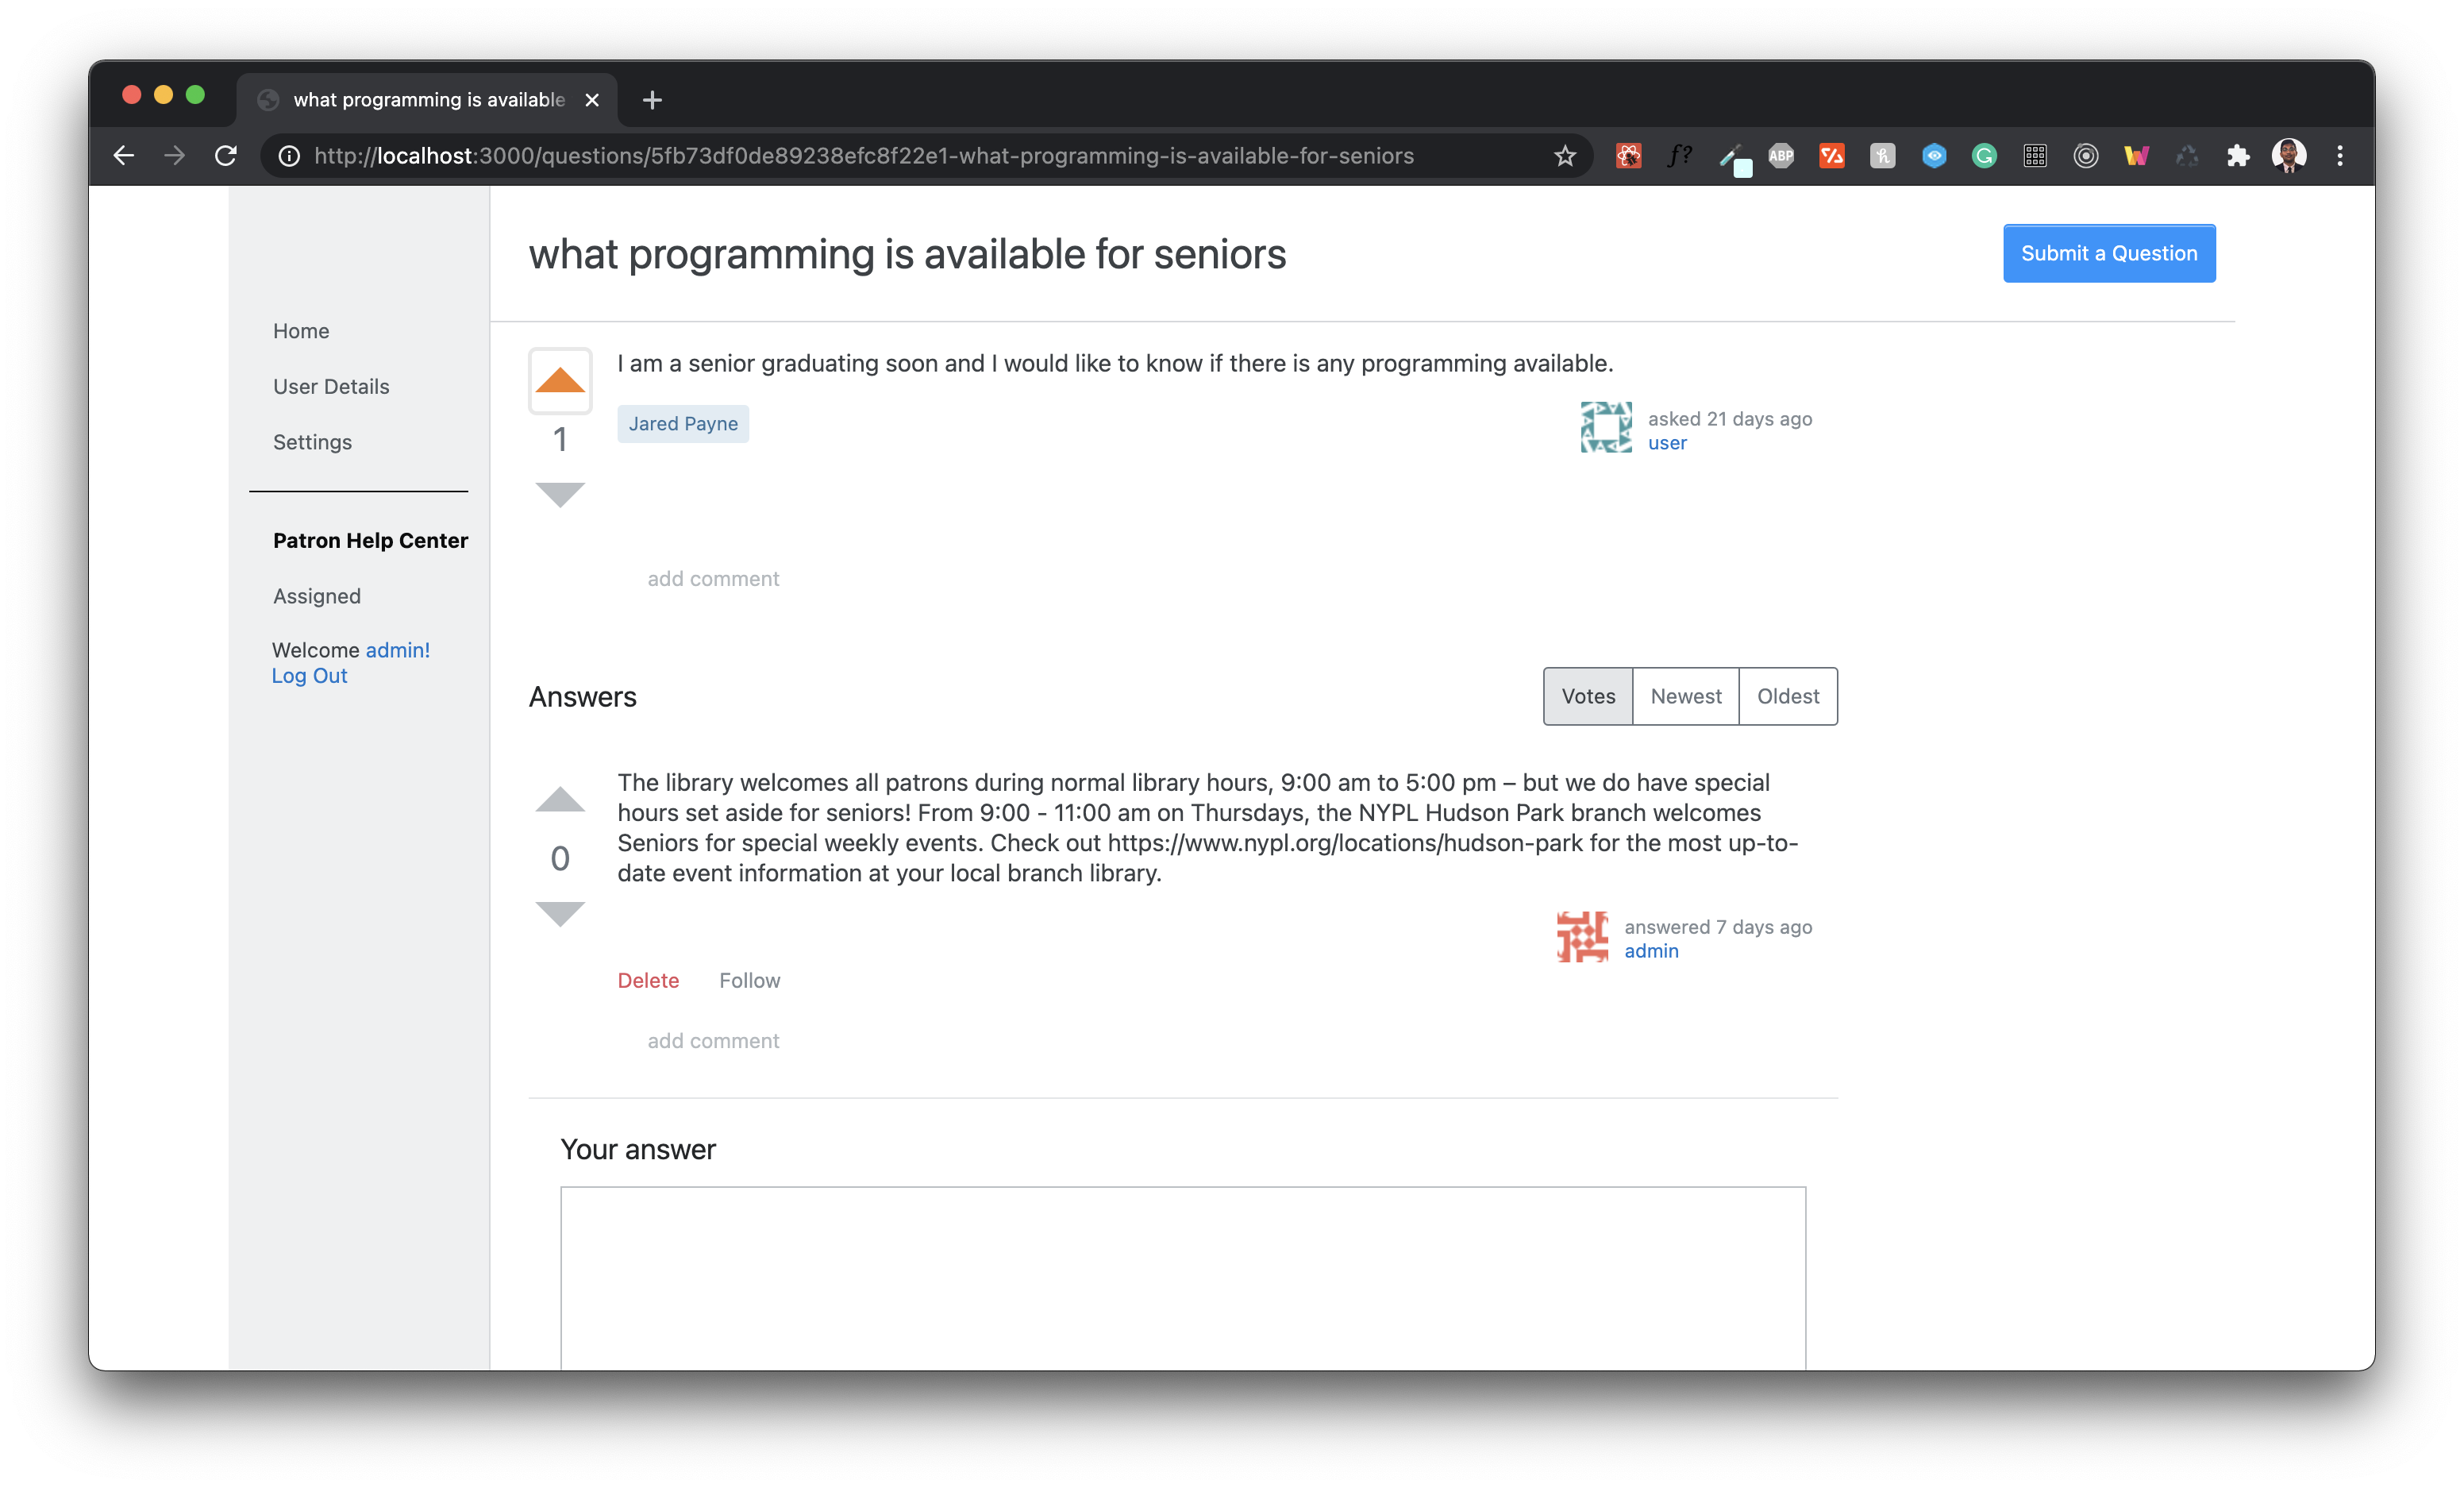 what programming is available
http://localhost:3000/questions/5fb73df0de89238efc8f22e1-what-programming-is-available-for-seniors
f?
ABP
what programming is available for seniors
Submit a Question
Home
User Details
Settings
Patron Help Center
Assigned
Welcome admin!
Log Out
I am a senior graduating soon and I would like to know if there is any programming available.
1
Jared Payne
asked 21 days ago
user
add comment
Answers
Votes Newest Oldest
The library welcomes all patrons during normal library hours, 9:00 am to 5:00 pm – but we do have special
hours set aside for seniors! From 9:00 - 11:00 am on Thursdays, the NYPL Hudson Park branch welcomes
Seniors for special weekly events. Check out https://www.nypl.org/locations/hudson-park for the most up-to-
date event information at your local branch library.
0
answered 7 days ago
admin
Delete Follow
add comment
Your answer